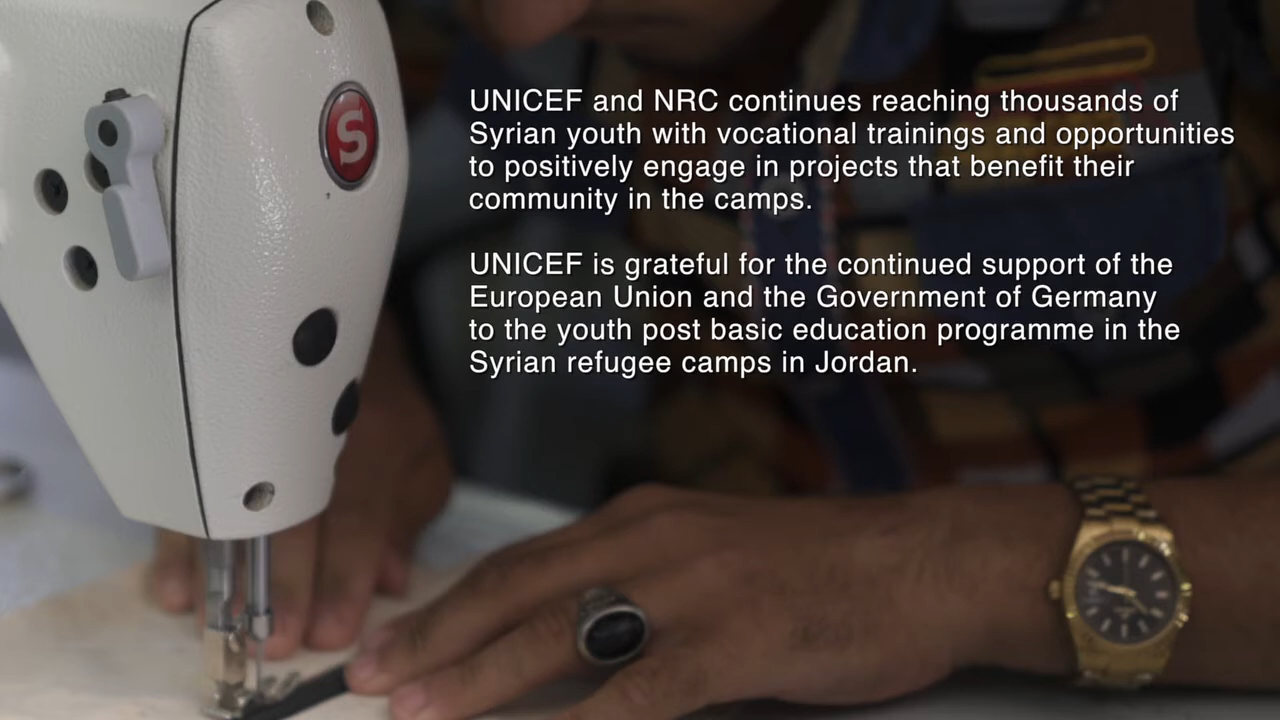 S
UNICEF and NRC continues reaching thousands of
Syrian youth with vocational trainings and opportunities
to positively engage in projects that benefit their
community in the camps.
UNICEF is grateful for the continued support of the
European Union and the Government of Germany
to the youth post basic education programme in the
Syrian refugee camps in Jordan.